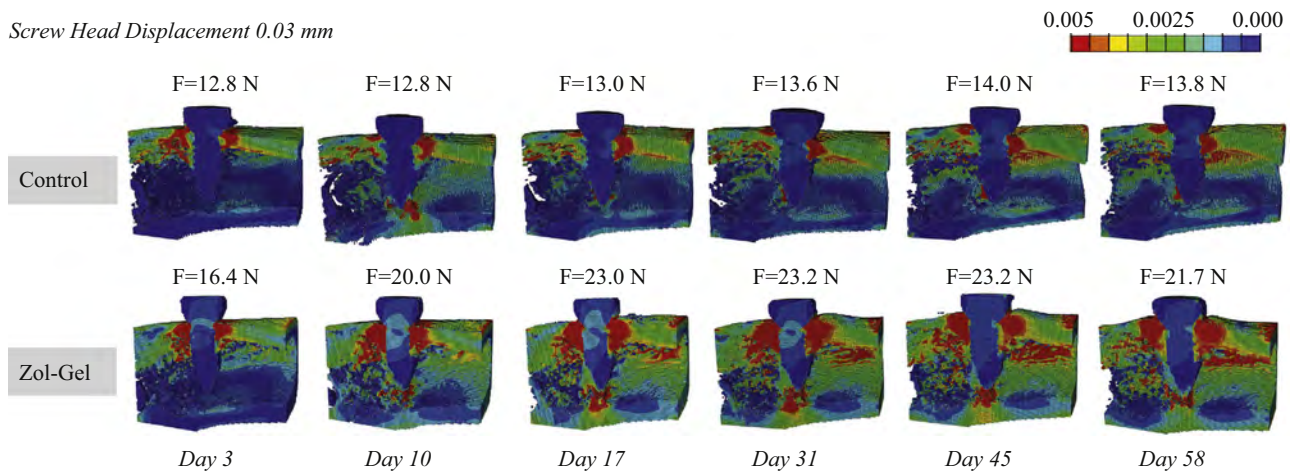 Screw Head Displacement 0.03 mm
0.005 0.0025 0.000
F=12.8 N F=12.8 N F=13.0 N F=13.6 N F=14.0 N F=13.8 N
Control
F=16.4 N F=20.0 N F=23.0 N F=23.2 N F=23.2 N F=21.7 N
Zol-Gel
Day 3 Day 10 Day 17 Day 31 Day 45 Day 58